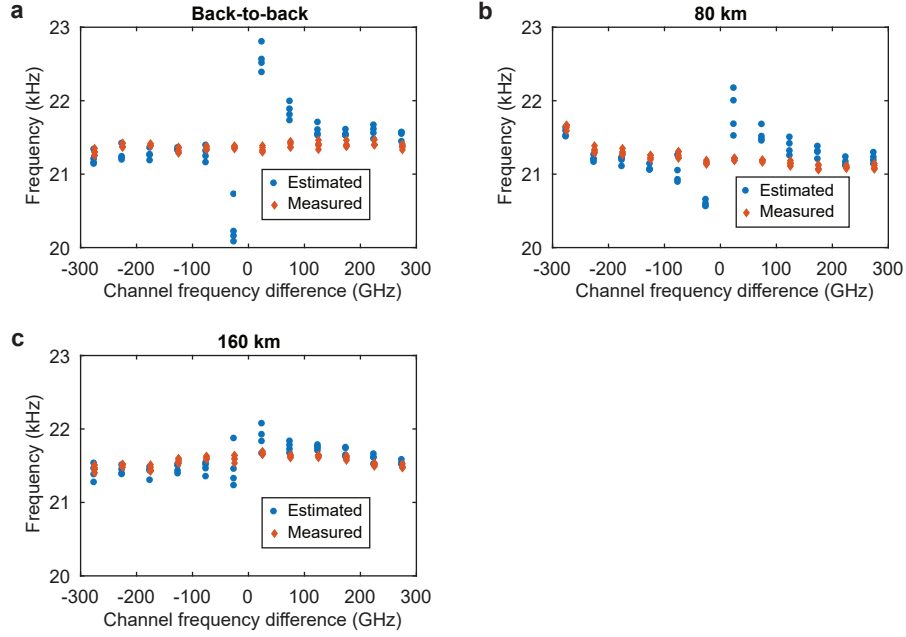 a
Back-to-back
23
22
21
20
Frequency (kHz)
Estimated
Measured
-300 -200 -100 0 100 200 300
Channel frequency difference (GHz)
b
80 km
23
22
21
20
Frequency (kHz)
Estimated
Measured
-300 -200 -100 0 100 200 300
Channel frequency difference (GHz)
c
160 km
23
22
21
20
Frequency (kHz)
Estimated
Measured
-300 -200 -100 0 100 200 300
Channel frequency difference (GHz)